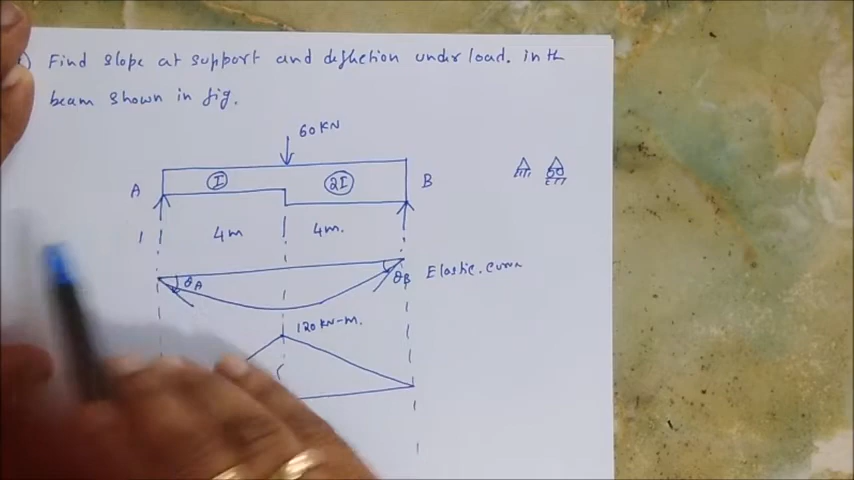 Find slope at support and deflection under load. in th
beam shown in fig.
60 KN
A
I
2I
B
4m
4m.
θA
θB
Elastic. curve
120 KN-m.
C